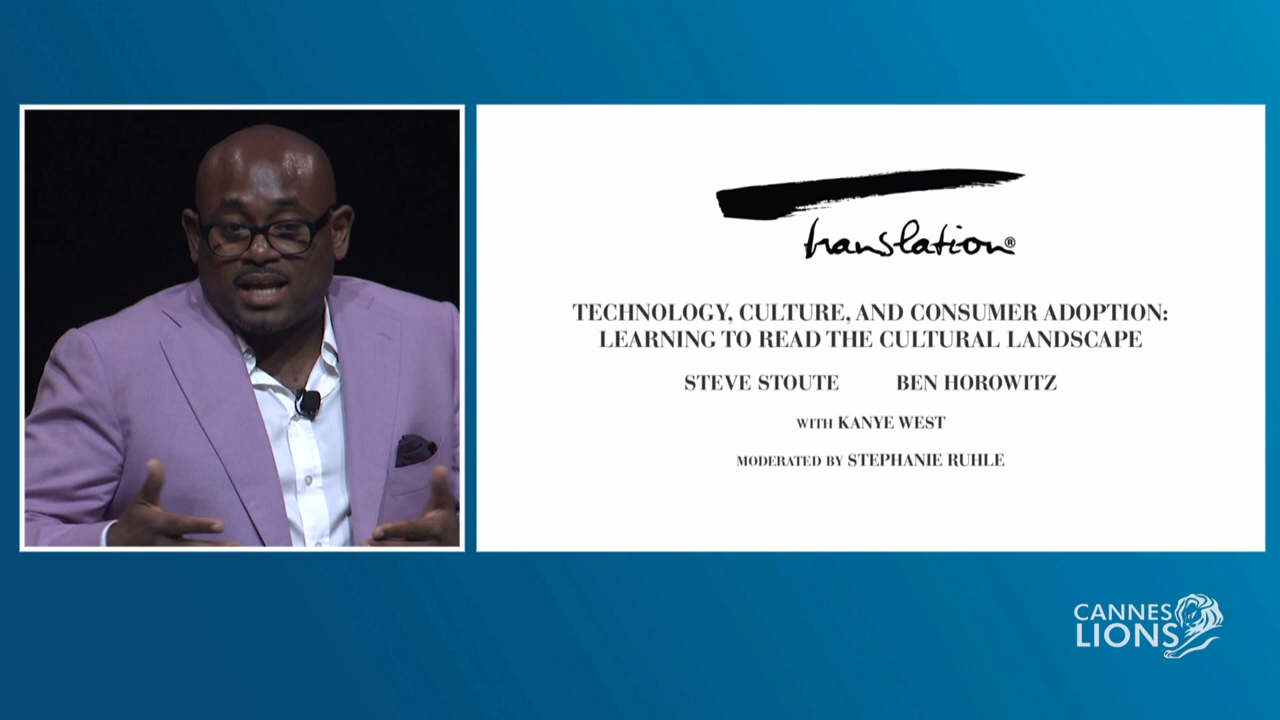 translation®
TECHNOLOGY, CULTURE, AND CONSUMER ADOPTION:
LEARNING TO READ THE CULTURAL LANDSCAPE
STEVE STOUTE BEN HOROWITZ
WITH KANYE WEST
MODERATED BY STEPHANIE RUHLE
CANNES
LIONS